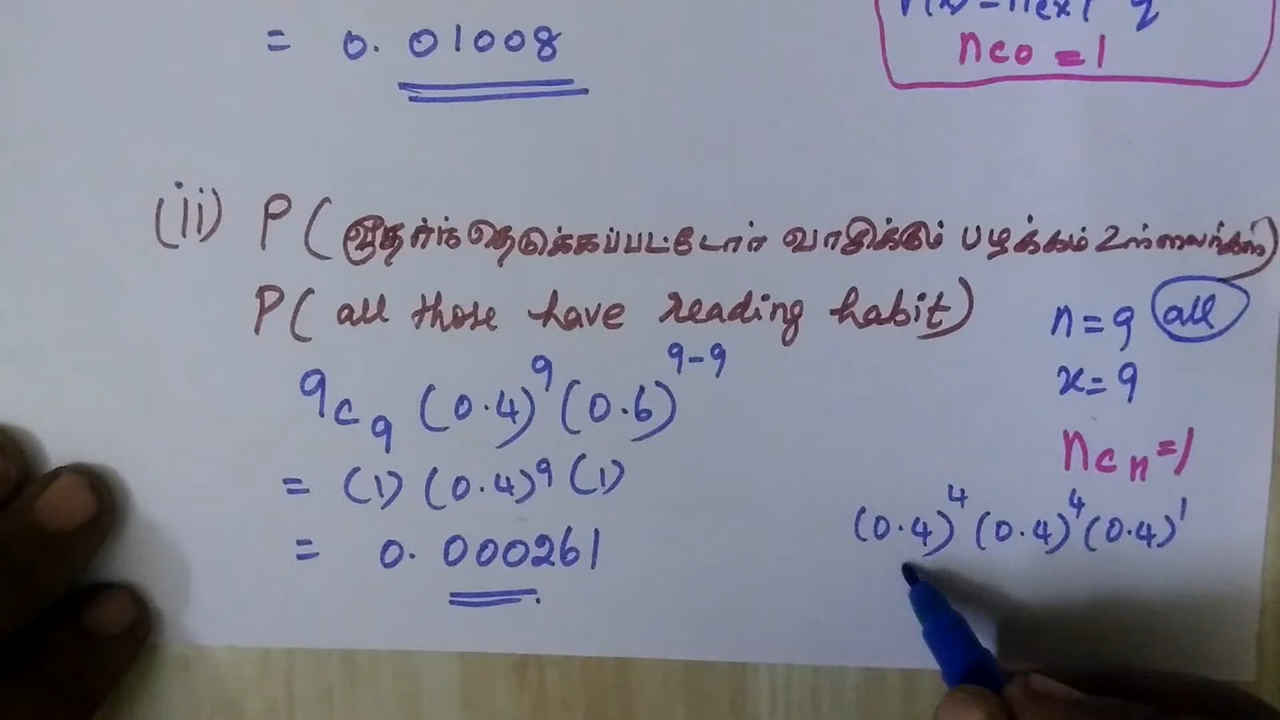 = 0.01008
nc0 = 1
(ii) P( வாசிக்கும் பழக்கம்
P( all those have reading habit)
n = 9 all
x = 9
9c9 (0.4)^9 (0.6)^9-9
nCn = 1
= (1) (0.4)^9 (1)
(0.4)^4 (0.4)^4 (0.4)^1
= 0.000261